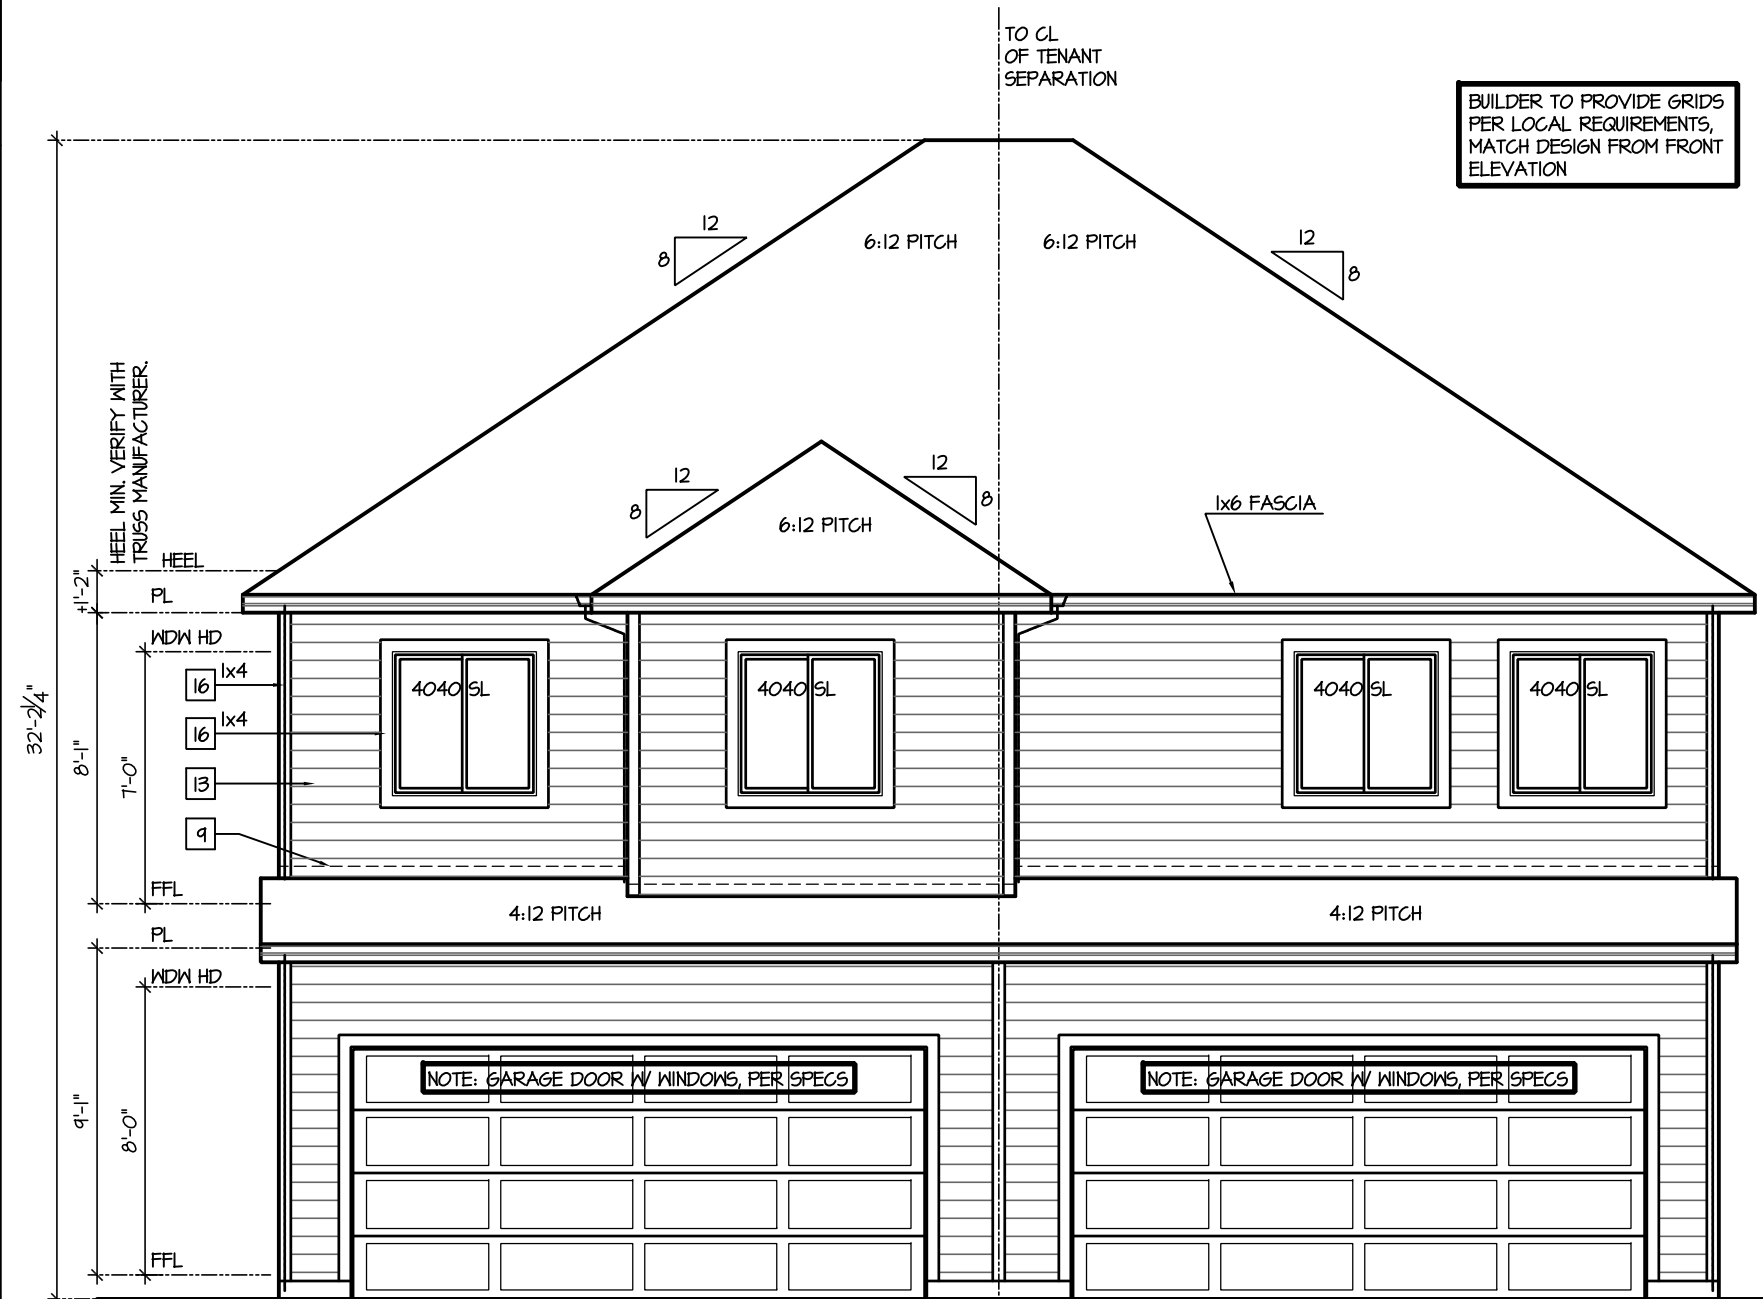 TO CL
OF TENANT
SEPARATION
BUILDER TO PROVIDE GRIDS
PER LOCAL REQUIREMENTS,
MATCH DESIGN FROM FRONT
ELEVATION
12
8
6:12 PITCH
6:12 PITCH
12
8
HEEL MIN. VERIFY WITH
TRUSS MANUFACTURER.
12
8
12
8
6:12 PITCH
1x6 FASCIA
HEEL
±1'-2"
PL
WDW HD
16
1x4
16
1x4
13
9
32'-2¼"
8'-1"
7'-0"
4040 SL
4040 SL
4040 SL
4040 SL
FFL
4:12 PITCH
4:12 PITCH
PL
WDW HD
9'-1"
8'-0"
NOTE: GARAGE DOOR W/ WINDOWS, PER SPECS
NOTE: GARAGE DOOR W/ WINDOWS, PER SPECS
FFL